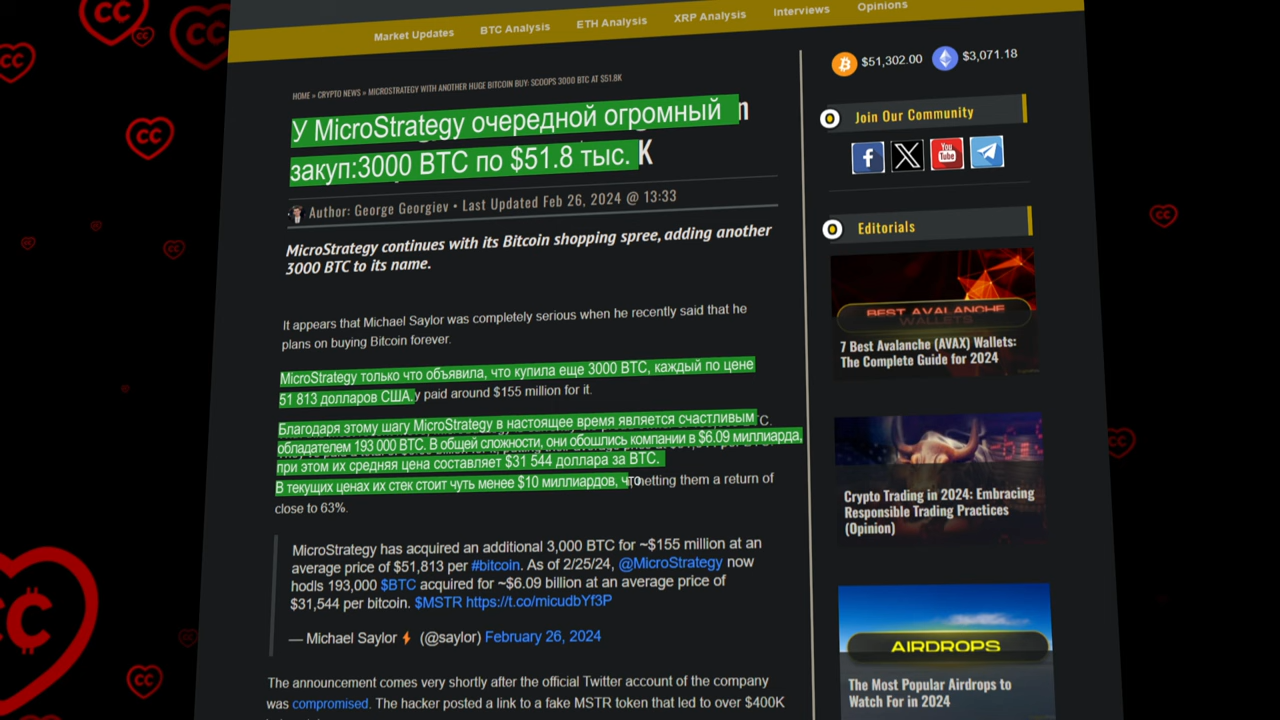 Market Updates
BTC Analysis
ETH Analysis
XRP Analysis
Interviews
Opinions
HOME » CRYPTO NEWS » MICROSTRATEGY WITH ANOTHER HUGE BITCOIN BUY: SCOOPS 3000 BTC AT $51.8K
У MicroStrategy очередной огромный
закуп:3000 BTC по $51.8 тыс.
K
Author: George Georgiev • Last Updated Feb 26, 2024 @ 13:33
MicroStrategy continues with its Bitcoin shopping spree, adding another
3000 BTC to its name.
It appears that Michael Saylor was completely serious when he recently said that he
plans on buying Bitcoin forever.
MicroStrategy только что объявила, что купила еще 3000 BTC, каждый по цене
51 813 долларов США. y paid around $155 million for it.
Благодаря этому шагу MicroStrategy в настоящее время является счастливым
обладателем 193 000 BTC. В общей сложности, они обошлись компании в $6.09 миллиарда,
при этом их средняя цена составляет $31 544 доллара за BTC.
В текущих ценах их стек стоит чуть менее $10 миллиардов, что netting them a return of
close to 63%.
MicroStrategy has acquired an additional 3,000 BTC for ~$155 million at an
average price of $51,813 per #bitcoin. As of 2/25/24, @MicroStrategy now
hodls 193,000 $BTC acquired for ~$6.09 billion at an average price of
$31,544 per bitcoin. $MSTR https://t.co/micudbYf3P
— Michael Saylor⚡ (@saylor) February 26, 2024
The announcement comes very shortly after the official Twitter account of the company
was compromised. The hacker posted a link to a fake MSTR token that led to over $400K
$51,302.00
$3,071.18
Join Our Community
You
Tube
Editorials
BEST AVALANCHE
WALLETS
7 Best Avalanche (AVAX) Wallets:
The Complete Guide for 2024
Crypto Trading in 2024: Embracing
Responsible Trading Practices
(Opinion)
AIRDROPS
The Most Popular Airdrops to
Watch For in 2024